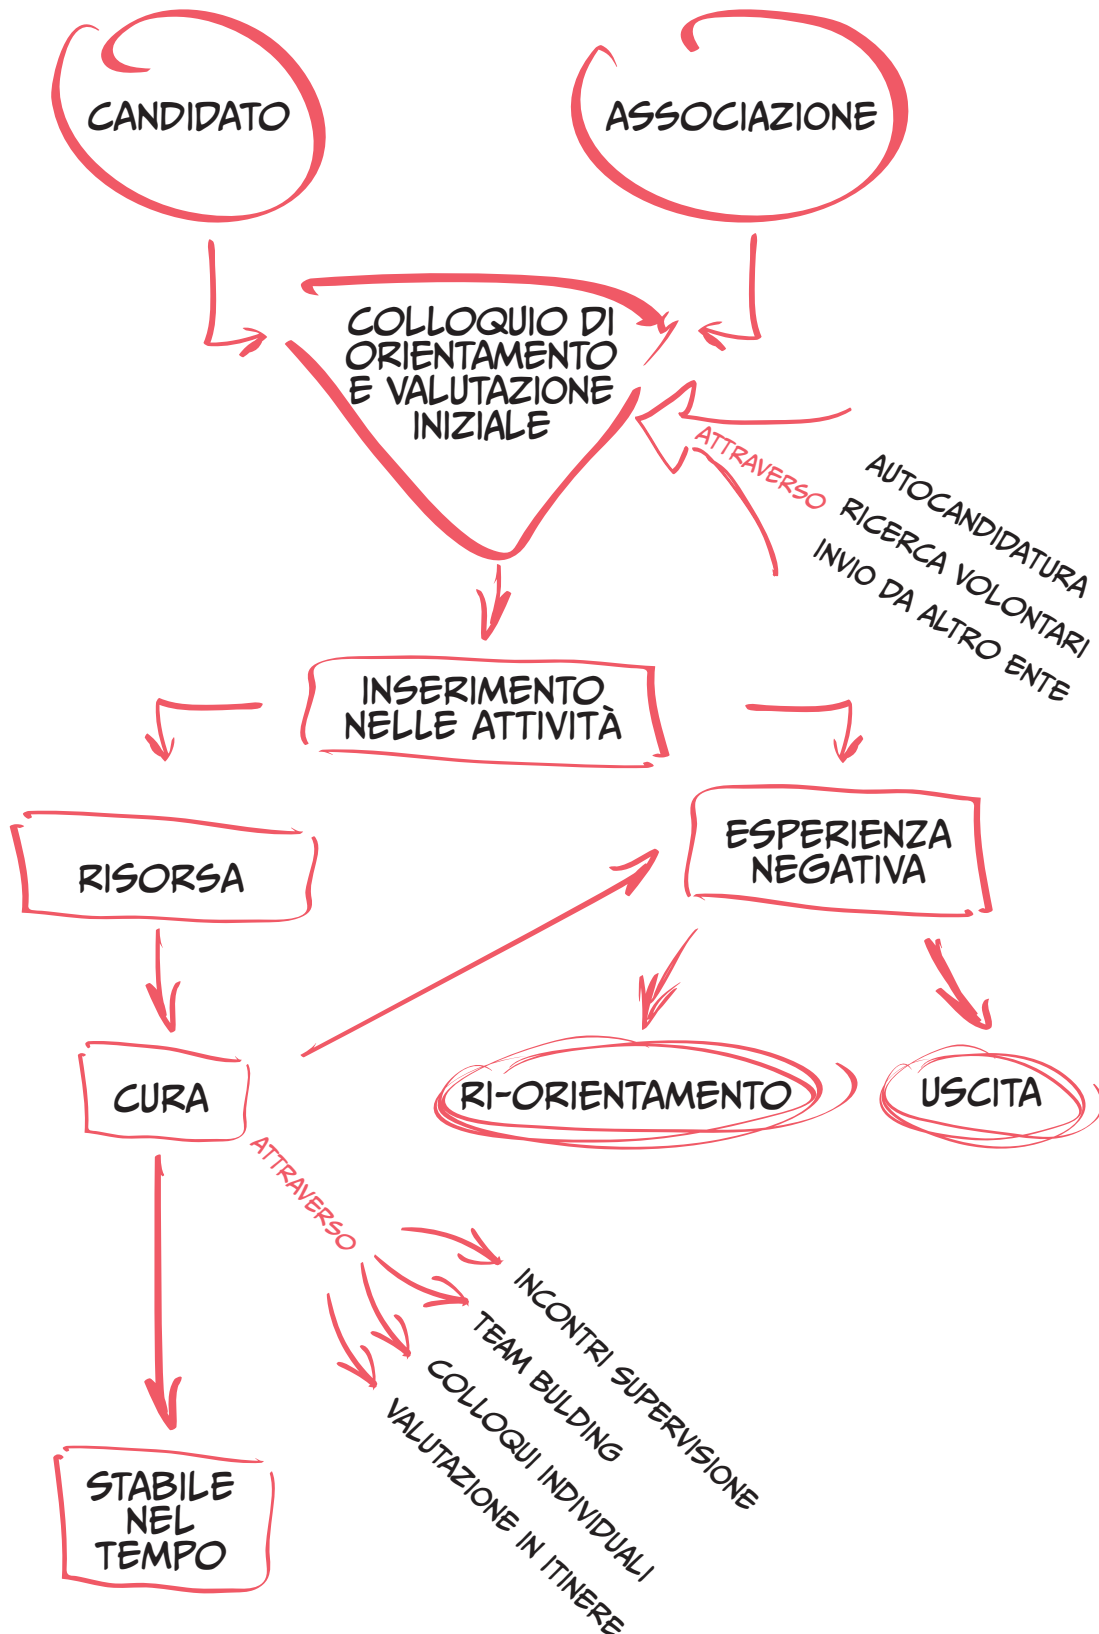 CANDIDATO
ASSOCIAZIONE
COLLOQUIO DI
ORIENTAMENTO
E VALUTAZIONE
INIZIALE
ATTRAVERSO
AUTOCANDIDATURA
RICERCA VOLONTARI
INVIO DA ALTRO ENTE
INSERIMENTO
NELLE ATTIVITÀ
RISORSA
ESPERIENZA
NEGATIVA
CURA
RI-ORIENTAMENTO
USCITA
ATTRAVERSO
INCONTRI SUPERVISIONE
TEAM BULDING
COLLOQUI INDIVIDUALI
VALUTAZIONE IN ITINERE
STABILE
NEL
TEMPO